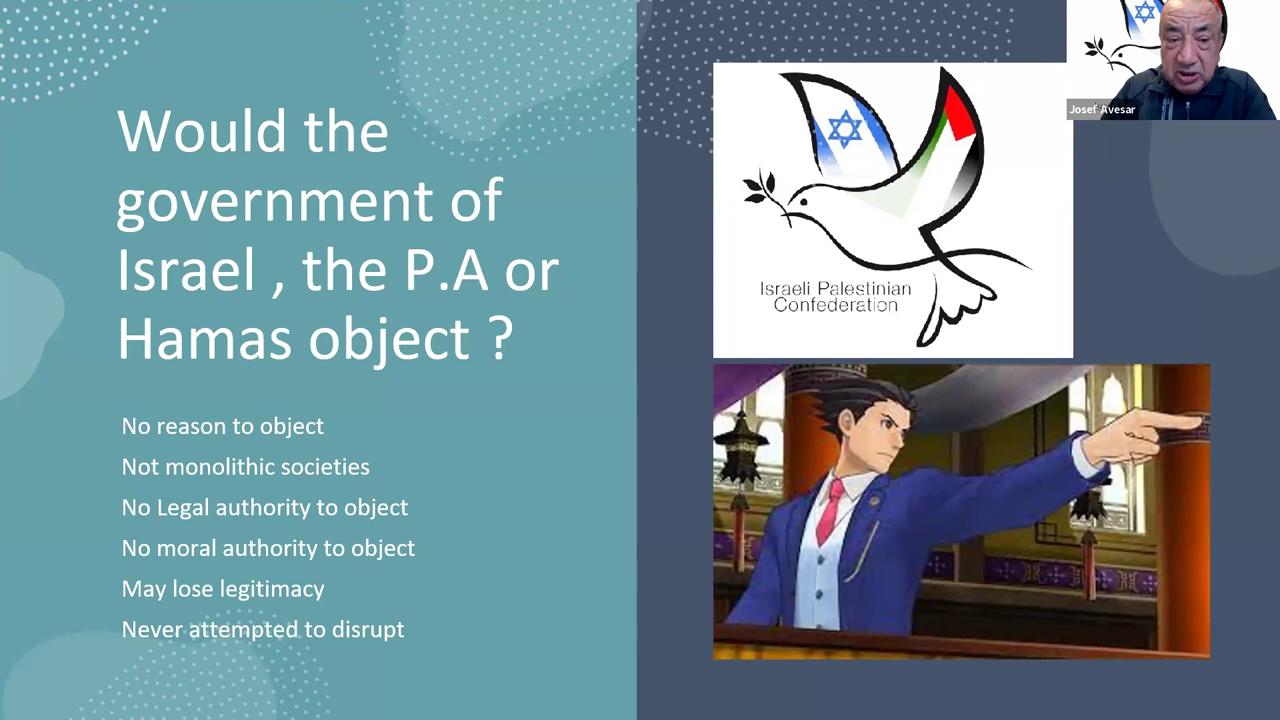 Would the
government of
Israel , the P.A or
Hamas object ?
No reason to object
Not monolithic societies
No Legal authority to object
No moral authority to object
May lose legitimacy
Never attempted to disrupt
Israeli Palestinian
Confederation
Josef Avesar